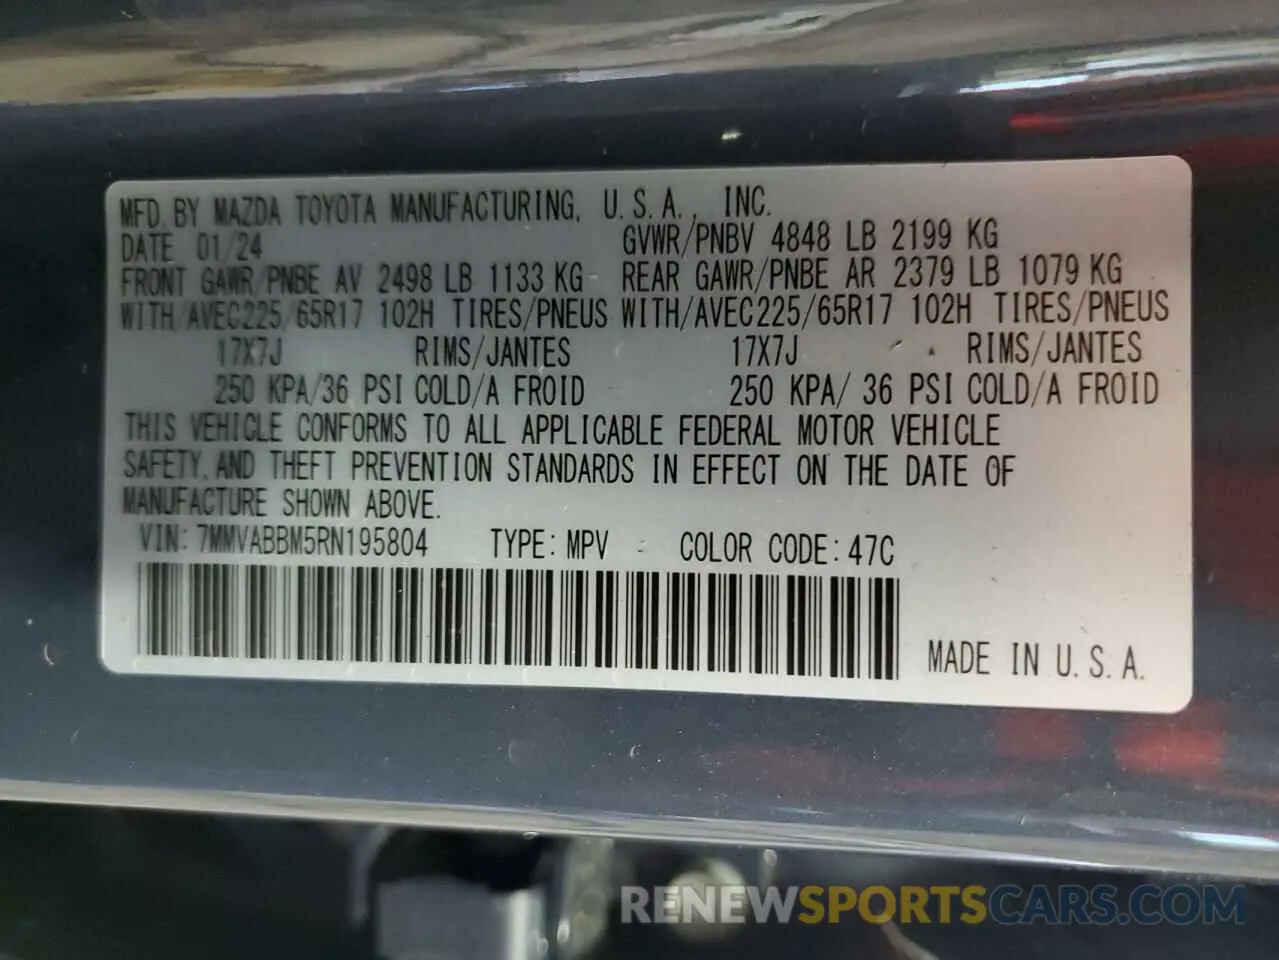 MFD. BY MAZDA TOYOTA MANUFACTURING, U.S.A., INC.
DATE 01/24 GVWR/PNBV 4848 LB 2199 KG
FRONT GAWR/PNBE AV 2498 LB 1133 KG REAR GAWR/PNBE AR 2379 LB 1079 KG
WITH/AVEC225/65R17 102H TIRES/PNEUS WITH/AVEC225/65R17 102H TIRES/PNEUS
17X7J RIMS/JANTES 17X7J RIMS/JANTES
250 KPA/36 PSI COLD/A FROID 250 KPA/ 36 PSI COLD/A FROID
THIS VEHICLE CONFORMS TO ALL APPLICABLE FEDERAL MOTOR VEHICLE
SAFETY, AND THEFT PREVENTION STANDARDS IN EFFECT ON THE DATE OF
MANUFACTURE SHOWN ABOVE.
VIN: 7MMVABBM5RN195804 TYPE: MPV COLOR CODE: 47C
MADE IN U.S.A.
RENEWSPORTSCARS.COM